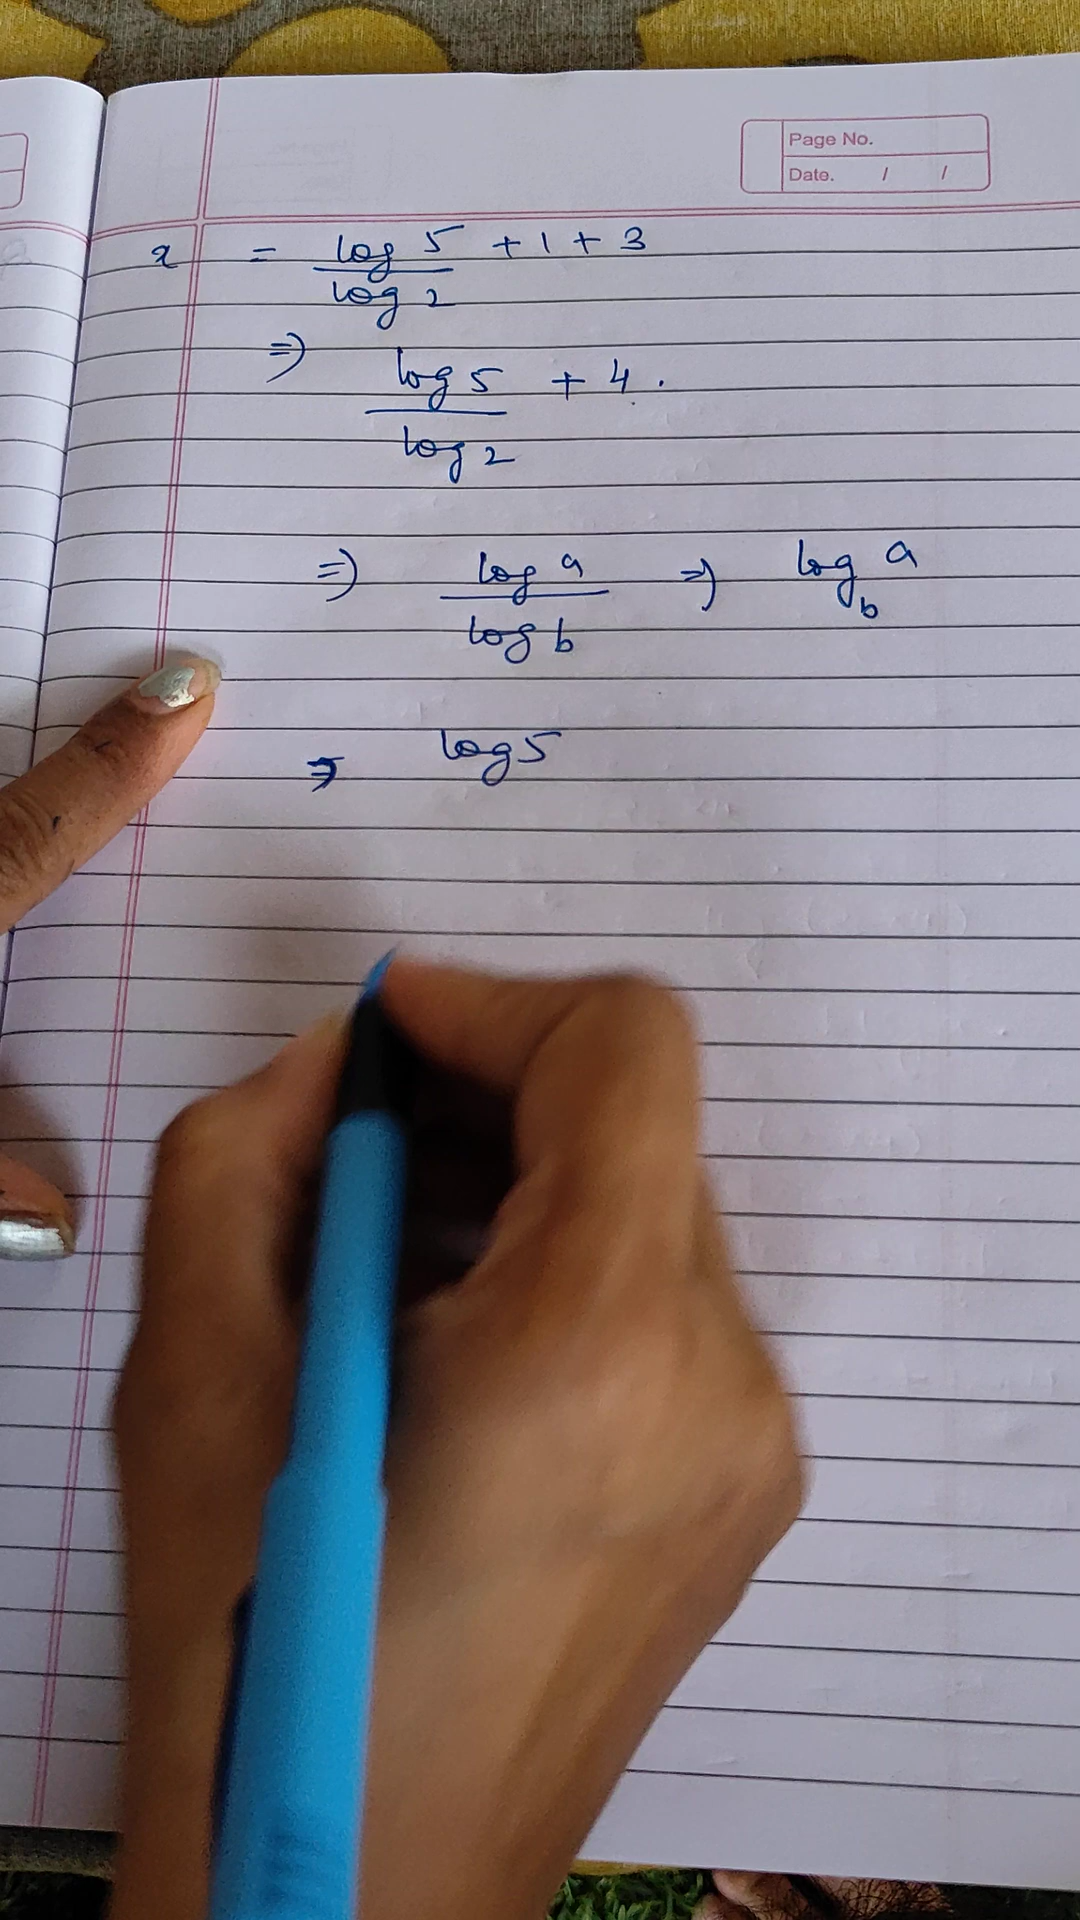 Page No.
Date. / /
x = log 5 / log 2 + 1 + 3
⇒ log 5 / log 2 + 4 .
⇒ log a / log b ⇒ log_b a
⇒ log 5